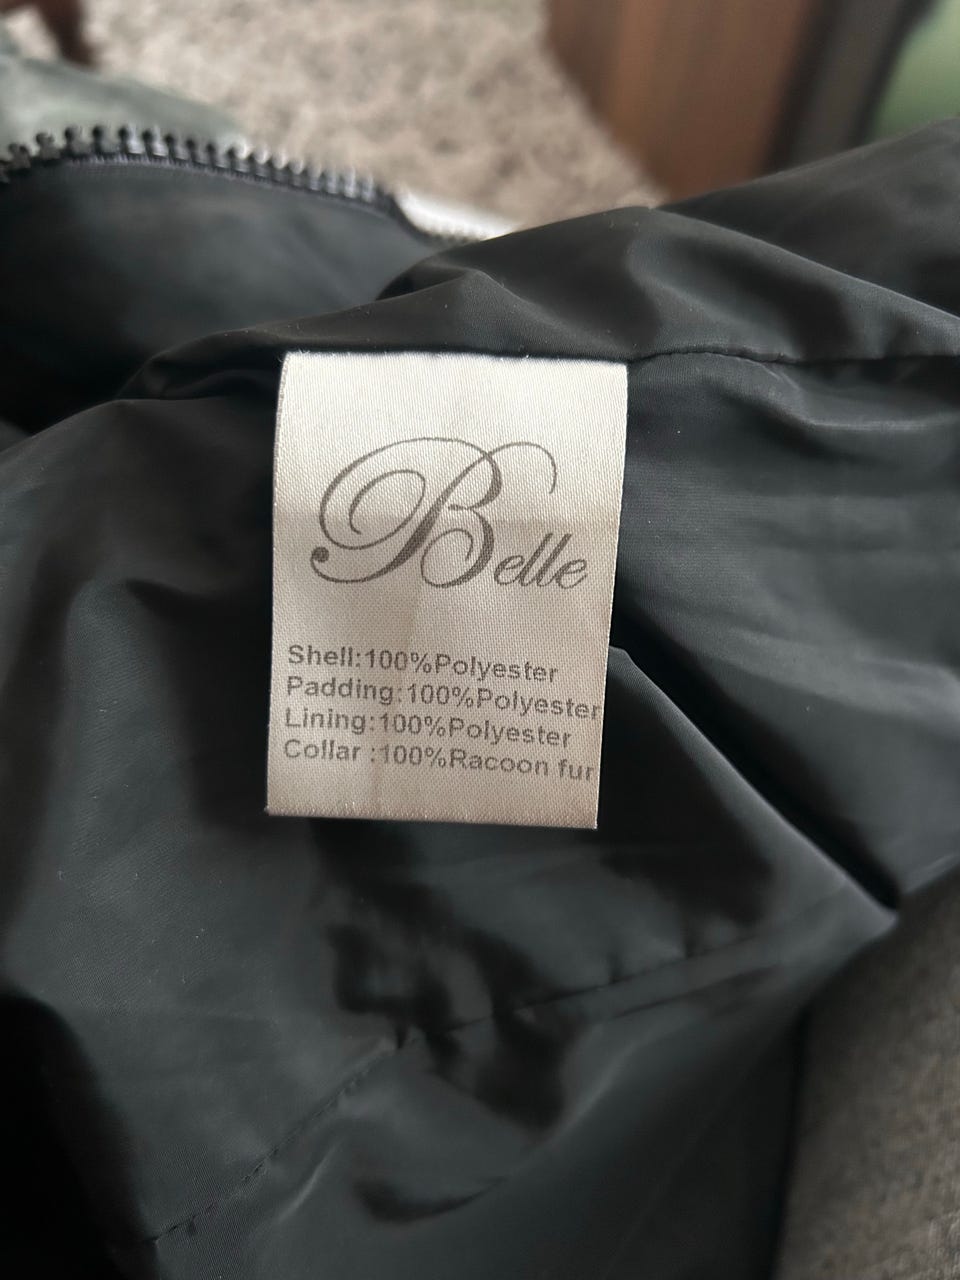 Belle
Shell:100%Polyester
Padding:100%Polyester
Lining:100%Polyester
Collar :100%Racoon fur